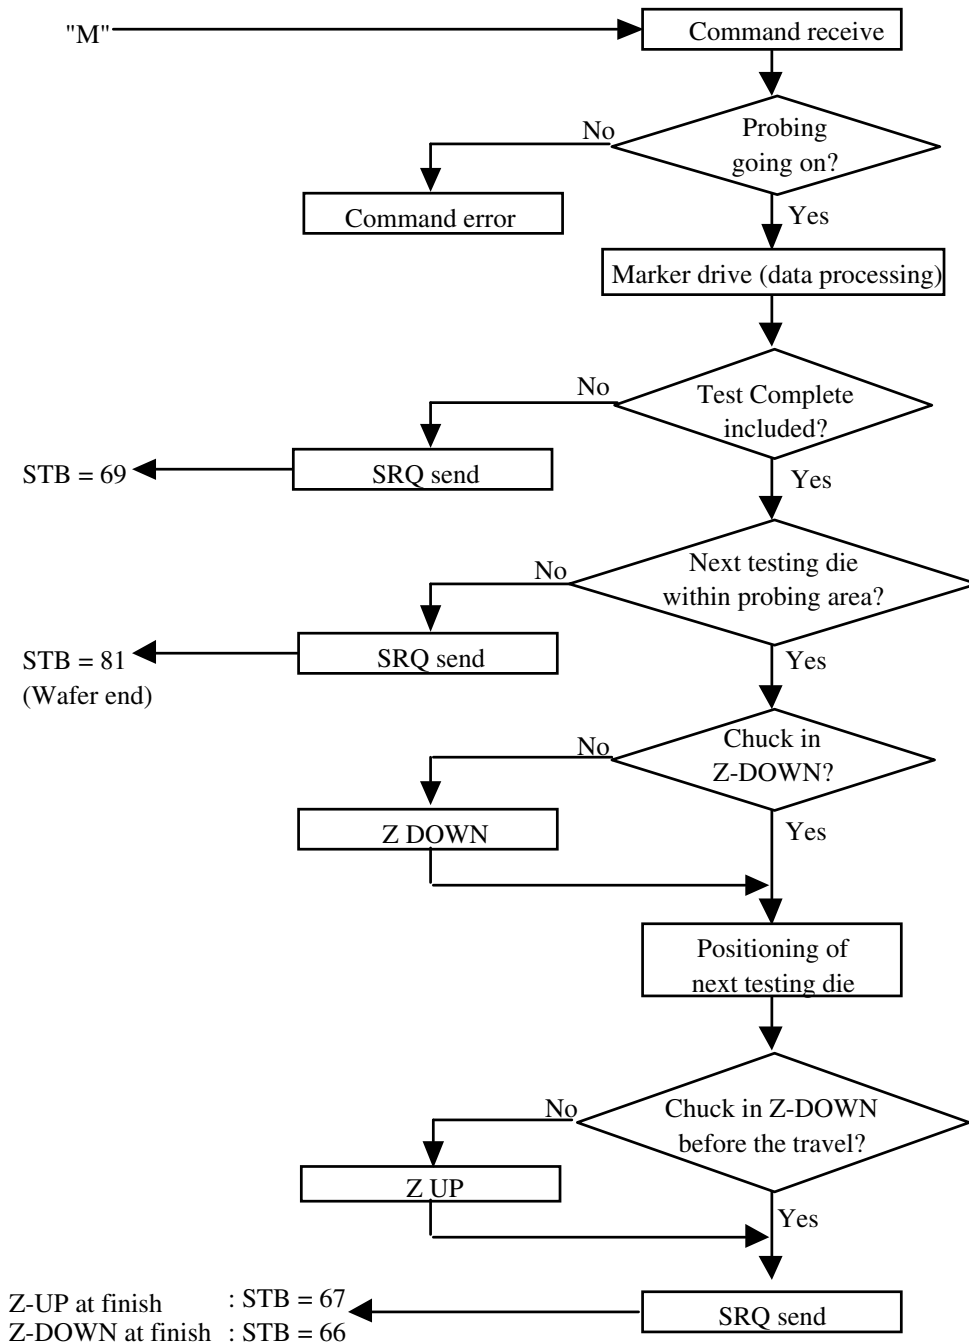 "M"
Command receive
No
Probing
going on?
Command error
Yes
Marker drive (data processing)
No
Test Complete
included?
STB = 69
SRQ send
Yes
No
Next testing die
within probing area?
STB = 81
(Wafer end)
SRQ send
Yes
No
Chuck in
Z-DOWN?
Z DOWN
Yes
Positioning of
next testing die
No
Chuck in Z-DOWN
before the travel?
Z UP
Yes
Z-UP at finish : STB = 67
Z-DOWN at finish : STB = 66
SRQ send